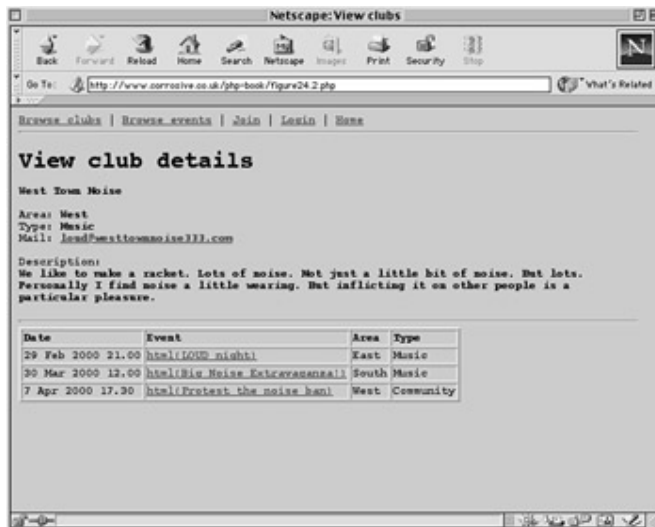 Netscape: View clubs
Back Forward Reload Home Search Netscape Images Print Security Stop
N
Go To: http://www.corrosive.co.uk/php-book/figure24.2.php What's Related
Browse clubs | Browse events | Join | Login | Home
View club details
West Town Noise
Area: West
Type: Music
Mail: loud@westtownnoise333.com
Description:
We like to make a racket. Lots of noise. Not just a little bit of noise. But lots.
Personally I find noise a little wearing. But inflicting it on other people is a
particular pleasure.
Date Event Area Type
29 Feb 2000 21.00 html(LOUD night) East Music
30 Mar 2000 12.00 html(Big Noise Extravaganza!) South Music
7 Apr 2000 17.30 html(Protest the noise ban) West Community